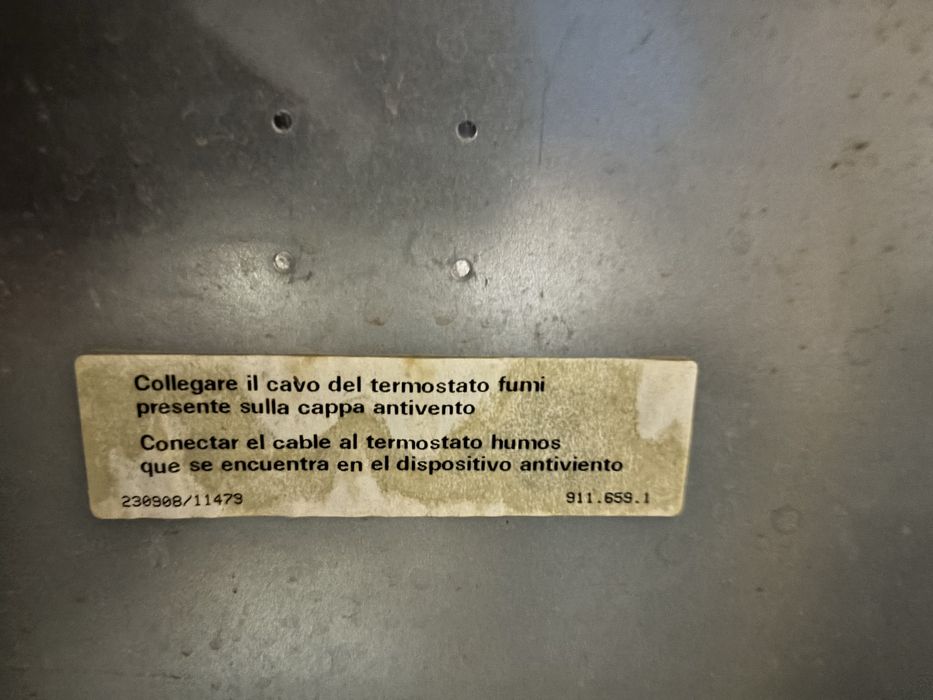 Collegare il cavo del termostato fumi
presente sulla cappa antivento
Conectar el cable al termostato humos
que se encuentra en el dispositivo antiviento
230908/11479 911.659.1